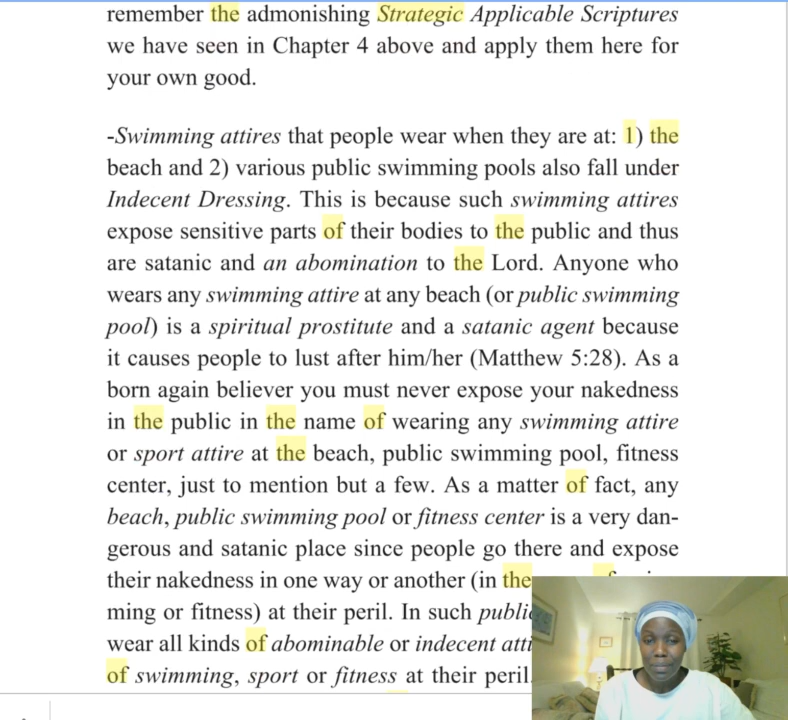 remember the admonishing Strategic Applicable Scriptures
we have seen in Chapter 4 above and apply them here for
your own good.
-Swimming attires that people wear when they are at: 1) the
beach and 2) various public swimming pools also fall under
Indecent Dressing. This is because such swimming attires
expose sensitive parts of their bodies to the public and thus
are satanic and an abomination to the Lord. Anyone who
wears any swimming attire at any beach (or public swimming
pool) is a spiritual prostitute and a satanic agent because
it causes people to lust after him/her (Matthew 5:28). As a
born again believer you must never expose your nakedness
in the public in the name of wearing any swimming attire
or sport attire at the beach, public swimming pool, fitness
center, just to mention but a few. As a matter of fact, any
beach, public swimming pool or fitness center is a very dan-
gerous and satanic place since people go there and expose
their nakedness in one way or another (in the
ming or fitness) at their peril. In such public
wear all kinds of abominable or indecent atti
of swimming, sport or fitness at their peril.